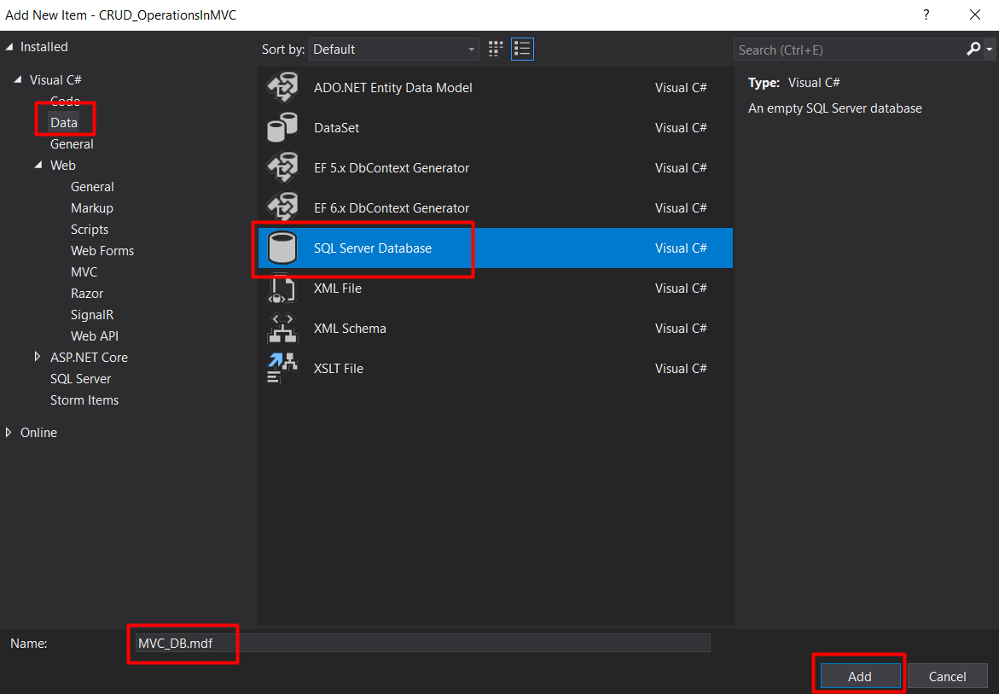 Add New Item - CRUD_OperationsInMVC
?
Installed
Visual C#
Code
Data
General
Web
General
Markup
Scripts
Web Forms
MVC
Razor
SignalR
Web API
ASP.NET Core
SQL Server
Storm Items
Online
Sort by: Default
ADO.NET Entity Data Model Visual C#
DataSet Visual C#
EF 5.x DbContext Generator Visual C#
EF 6.x DbContext Generator Visual C#
SQL Server Database Visual C#
XML File Visual C#
XML Schema Visual C#
XSLT File Visual C#
Search (Ctrl+E)
Type: Visual C#
An empty SQL Server database
Name: MVC_DB.mdf
Add Cancel